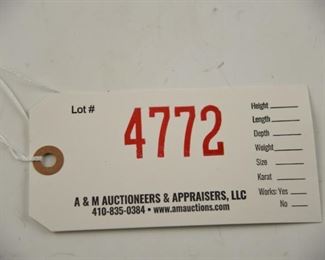 Lot #
4772
Height
Length
Depth
Weight
Size
Karat
Works: Yes
No
A & M AUCTIONEERS & APPRAISERS, LLC
410-835-0384 • www.amauctions.com